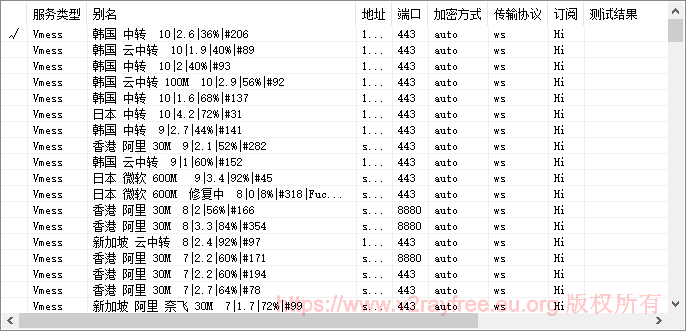 服务类型 别名 地址 端口 加密方式 传输协议 订阅 测试结果
Vmess 韩国 中转 10|2.6|36%|#206 1... 443 auto ws Hi
Vmess 韩国 云中转 10|1.9|40%|#89 1... 443 auto ws Hi
Vmess 韩国 中转 10|2|40%|#93 1... 443 auto ws Hi
Vmess 韩国 云中转 100M 10|2.9|56%|#92 1... 443 auto ws Hi
Vmess 韩国 中转 10|1.6|68%|#137 1... 443 auto ws Hi
Vmess 日本 中转 10|4.2|72%|#31 1... 443 auto ws Hi
Vmess 韩国 中转 9|2.7|44%|#141 1... 443 auto ws Hi
Vmess 香港 阿里 30M 9|2.1|52%|#282 s... 443 auto ws Hi
Vmess 韩国 云中转 9|1|60%|#152 1... 443 auto ws Hi
Vmess 日本 微软 600M 9|3.4|92%|#45 s... 443 auto ws Hi
Vmess 日本 微软 600M 修复中 8|0|8%|#318|Fuc... s... 443 auto ws Hi
Vmess 香港 阿里 30M 8|2|56%|#166 s... 8880 auto ws Hi
Vmess 香港 阿里 30M 8|3.3|84%|#354 s... 443 auto ws Hi
Vmess 新加坡 云中转 8|2.4|92%|#97 1... 443 auto ws Hi
Vmess 香港 阿里 30M 7|2.2|60%|#171 s... 8880 auto ws Hi
Vmess 香港 阿里 30M 7|2.2|60%|#194 s... 443 auto ws Hi
Vmess 香港 阿里 30M 7|2.7|64%|#78 s... 443 auto ws Hi
Vmess 新加坡 阿里 奈飞 30M 7|1.7|72%|#99 s... 443 auto ws Hi
https://www.v2rayfree.eu.org 版权所有